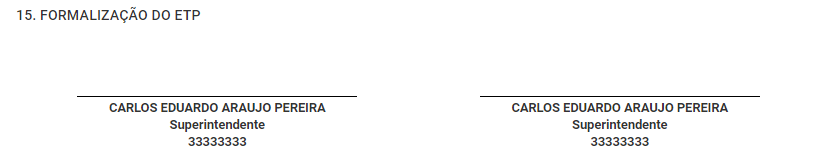 15. FORMALIZAÇÃO DO ETP
CARLOS EDUARDO ARAUJO PEREIRA
Superintendente
33333333
CARLOS EDUARDO ARAUJO PEREIRA
Superintendente
33333333